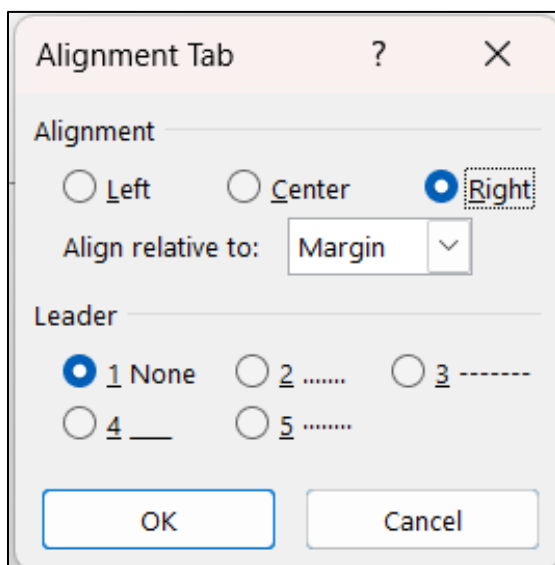 Alignment Tab ? ×
Alignment
Left Center Right
Align relative to: Margin
Leader
1 None 2 ....... 3 -------
4 ___ 5 ········
OK Cancel